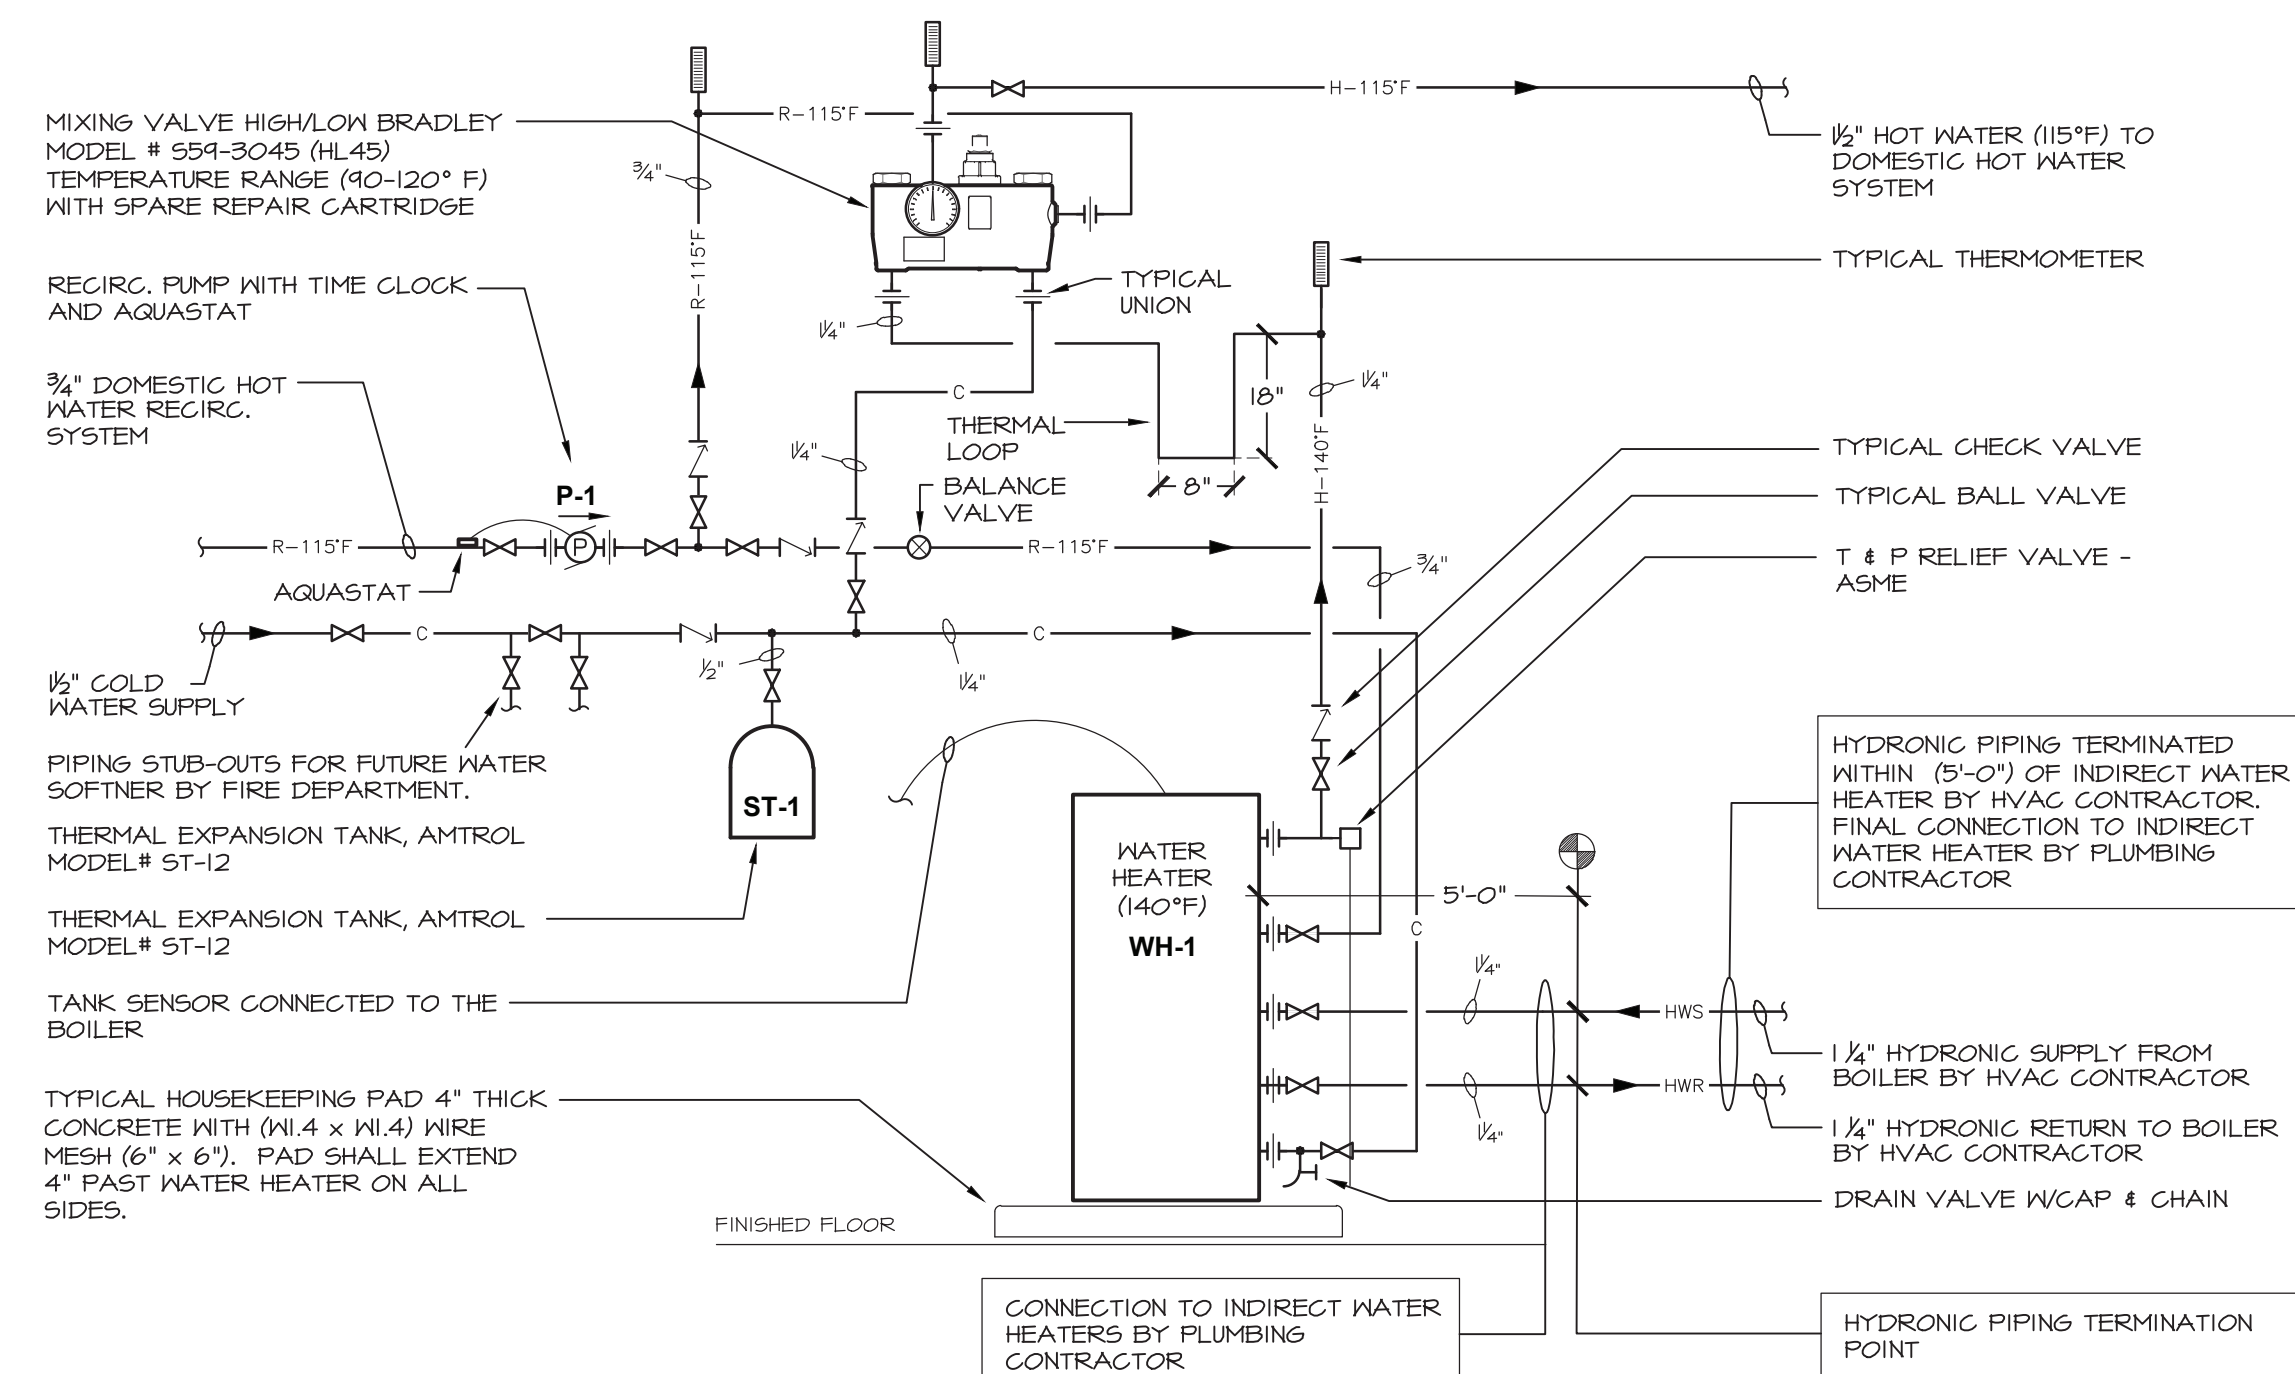 MIXING VALVE HIGH/LOW BRADLEY
MODEL # S59-3045 (HL45)
TEMPERATURE RANGE (90-120° F)
WITH SPARE REPAIR CARTRIDGE
RECIRC. PUMP WITH TIME CLOCK
AND AQUASTAT
¾" DOMESTIC HOT
WATER RECIRC.
SYSTEM
P-1
P
R-115°F
AQUASTAT
1½" COLD
WATER SUPPLY
C
PIPING STUB-OUTS FOR FUTURE WATER
SOFTNER BY FIRE DEPARTMENT.
THERMAL EXPANSION TANK, AMTROL
MODEL# ST-12
THERMAL EXPANSION TANK, AMTROL
MODEL# ST-12
TANK SENSOR CONNECTED TO THE
BOILER
TYPICAL HOUSEKEEPING PAD 4" THICK
CONCRETE WITH (W1.4 x W1.4) WIRE
MESH (6" x 6").  PAD SHALL EXTEND
4" PAST WATER HEATER ON ALL
SIDES.
¾"
R-115°F
R-115°F
H-115°F
1¼"
TYPICAL
UNION
C
1¼"
THERMAL
LOOP
18"
8"
BALANCE
VALVE
R-115°F
1¼"
H-140°F
¾"
½"
C
1¼"
ST-1
WATER
HEATER
(140°F)
WH-1
5'-0"
C
1¼"
HWS
HWR
1¼"
FINISHED FLOOR
CONNECTION TO INDIRECT WATER
HEATERS BY PLUMBING
CONTRACTOR
1½" HOT WATER (115°F) TO
DOMESTIC HOT WATER
SYSTEM
TYPICAL THERMOMETER
TYPICAL CHECK VALVE
TYPICAL BALL VALVE
T & P RELIEF VALVE -
ASME
HYDRONIC PIPING TERMINATED
WITHIN  (5'-0") OF INDIRECT WATER
HEATER BY HVAC CONTRACTOR.
FINAL CONNECTION TO INDIRECT
WATER HEATER BY PLUMBING
CONTRACTOR
1 ¼" HYDRONIC SUPPLY FROM
BOILER BY HVAC CONTRACTOR
1 ¼" HYDRONIC RETURN TO BOILER
BY HVAC CONTRACTOR
DRAIN VALVE W/CAP & CHAIN
HYDRONIC PIPING TERMINATION
POINT